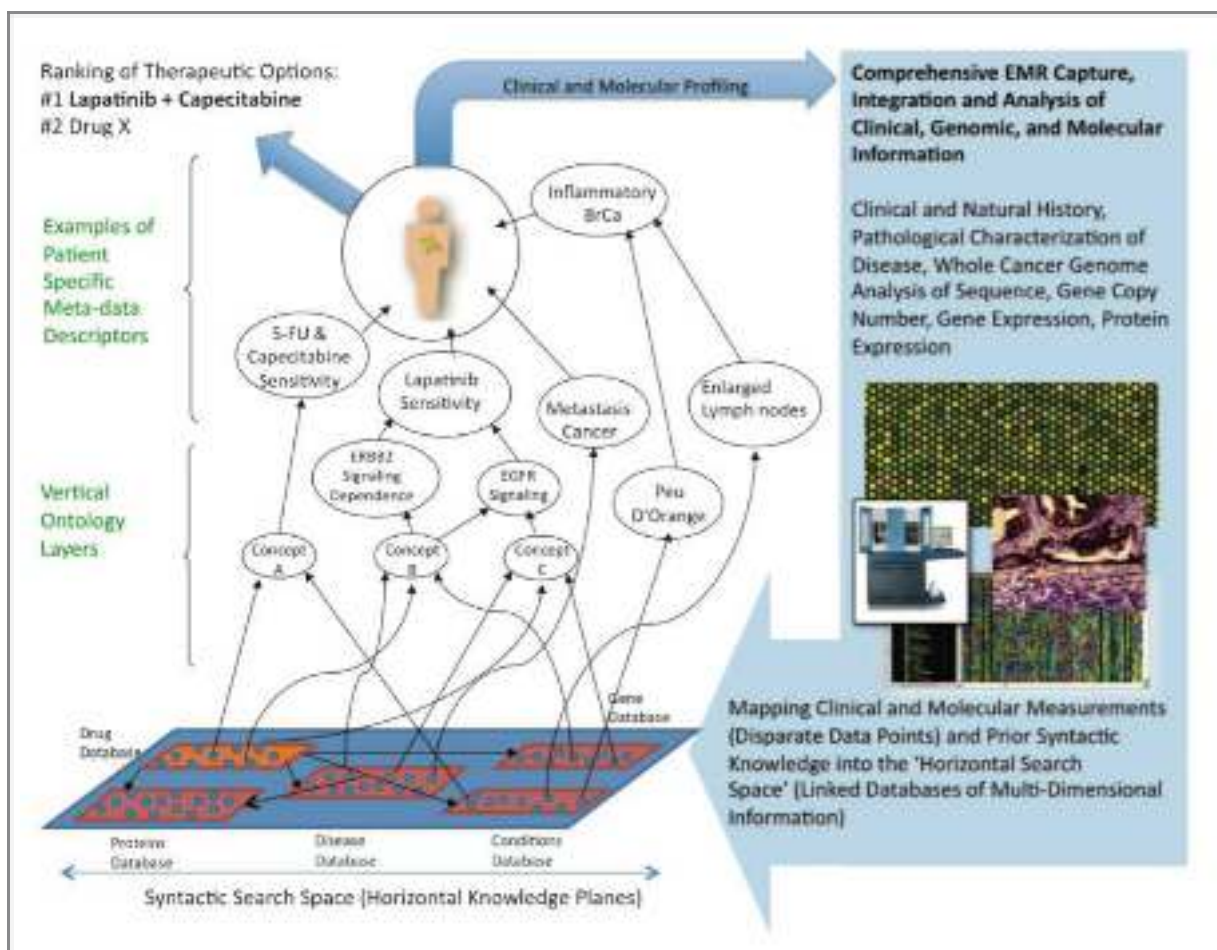 Ranking of Therapeutic Options:
#1 Lapatinib + Capecitabine
#2 Drug X
Clinical and Molecular Profiling
Comprehensive EMR Capture,
Integration and Analysis of
Clinical, Genomic, and Molecular
Information
Clinical and Natural History,
Pathological Characterization of
Disease, Whole Cancer Genome
Analysis of Sequence, Gene Copy
Number, Gene Expression, Protein
Expression
Examples of
Patient
Specific
Meta-data
Descriptors
Inflammatory
BrCa
5-FU &
Capecitabine
Sensitivity
Lapatinib
Sensitivity
Metastasis
Cancer
Enlarged
Lymph nodes
Vertical
Ontology
Layers
ERBB2
Signaling
Dependence
EGFR
Signaling
Peu
D'Orange
Concept
A
Concept
B
Concept
C
Gene
Database
Drug
Database
Mapping Clinical and Molecular Measurements
(Disparate Data Points) and Prior Syntactic
Knowledge into the 'Horizontal Search
Space' (Linked Databases of Multi-Dimensional
Information)
Proteins
Database
Disease
Database
Conditions
Database
Syntactic Search Space (Horizontal Knowledge Planes)